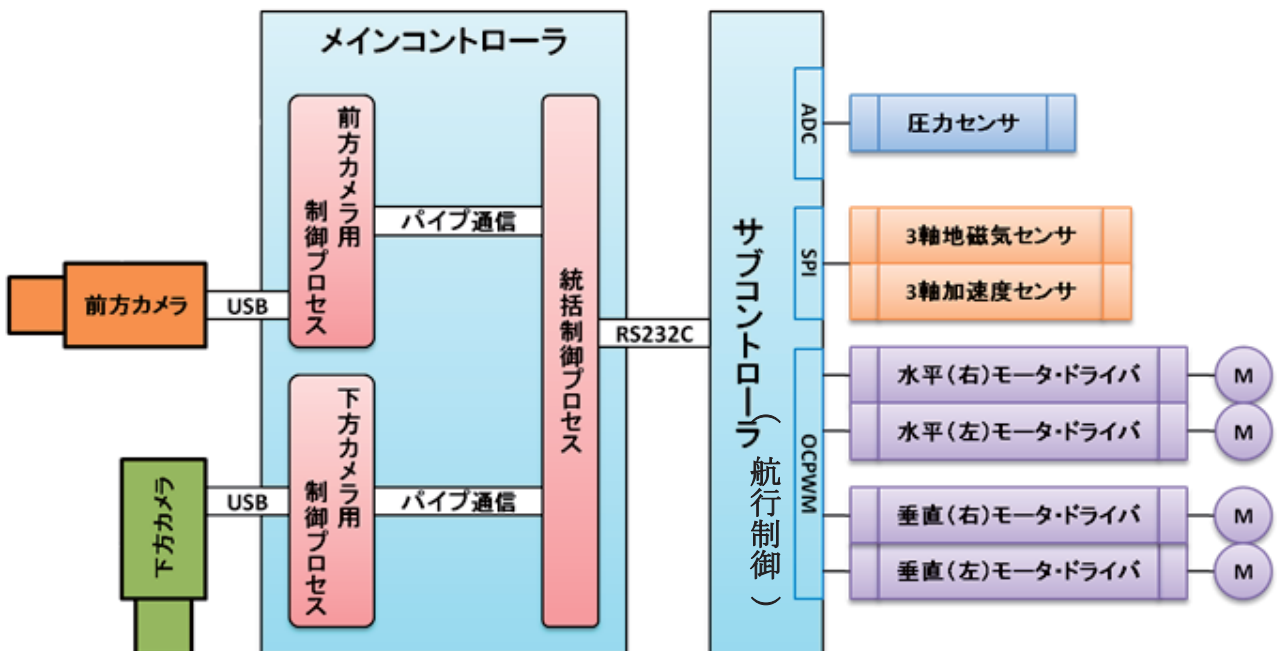 メインコントローラ
前方カメラ用
制御プロセス
パイプ通信
前方カメラ
USB
下方カメラ用
制御プロセス
パイプ通信
下方カメラ
USB
統括制御プロセス
RS232C
サブコントローラ
(航行制御)
ADC
圧力センサ
SPI
3軸地磁気センサ
3軸加速度センサ
OCPWM
水平(右)モータ・ドライバ
M
水平(左)モータ・ドライバ
M
垂直(右)モータ・ドライバ
M
垂直(左)モータ・ドライバ
M